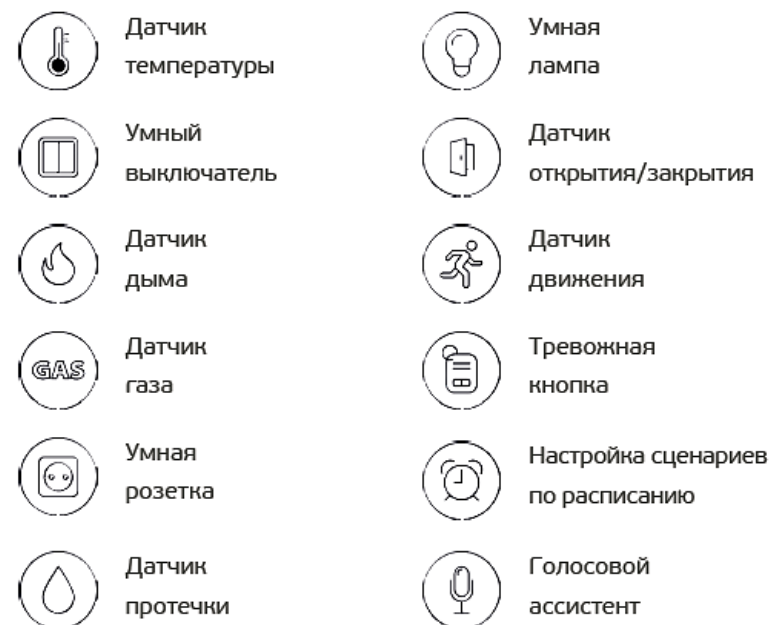 Датчик
температуры
Умная
лампа
Умный
выключатель
Датчик
открытия/закрытия
Датчик
дыма
Датчик
движения
GAS
Датчик
газа
Тревожная
кнопка
Умная
розетка
Настройка сценариев
по расписанию
Датчик
протечки
Голосовой
ассистент